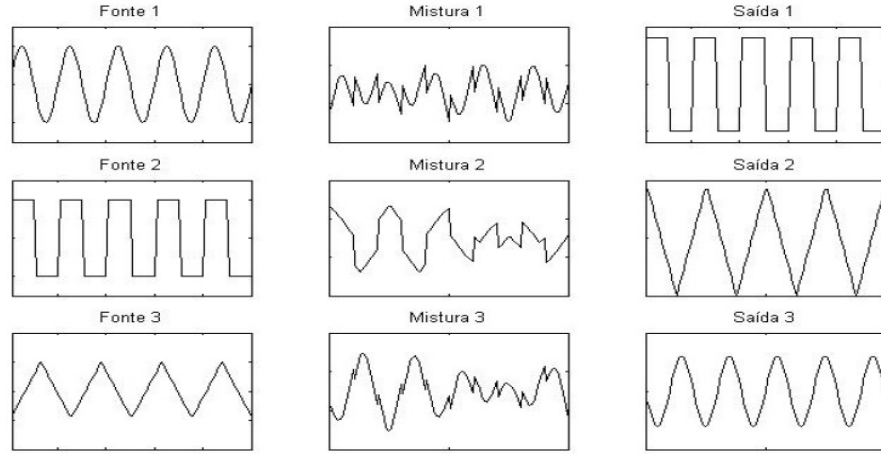 Fonte 1
Mistura 1
Saída 1
Fonte 2
Mistura 2
Saída 2
Fonte 3
Mistura 3
Saída 3